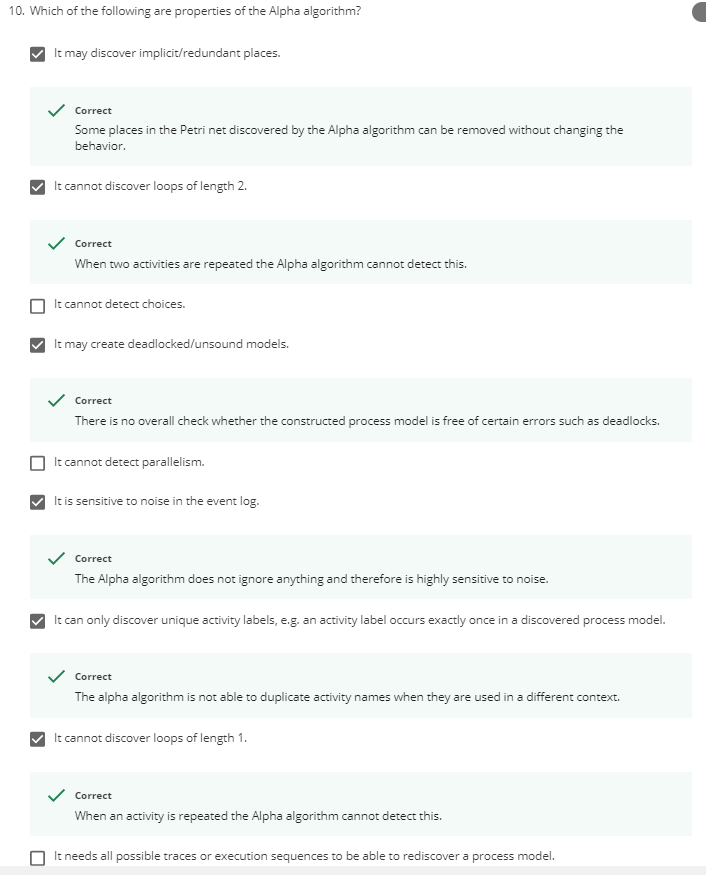 10. Which of the following are properties of the Alpha algorithm?
It may discover implicit/redundant places.
Correct
Some places in the Petri net discovered by the Alpha algorithm can be removed without changing the
behavior.
It cannot discover loops of length 2.
Correct
When two activities are repeated the Alpha algorithm cannot detect this.
It cannot detect choices.
It may create deadlocked/unsound models.
Correct
There is no overall check whether the constructed process model is free of certain errors such as deadlocks.
It cannot detect parallelism.
It is sensitive to noise in the event log.
Correct
The Alpha algorithm does not ignore anything and therefore is highly sensitive to noise.
It can only discover unique activity labels, e.g. an activity label occurs exactly once in a discovered process model.
Correct
The alpha algorithm is not able to duplicate activity names when they are used in a different context.
It cannot discover loops of length 1.
Correct
When an activity is repeated the Alpha algorithm cannot detect this.
It needs all possible traces or execution sequences to be able to rediscover a process model.